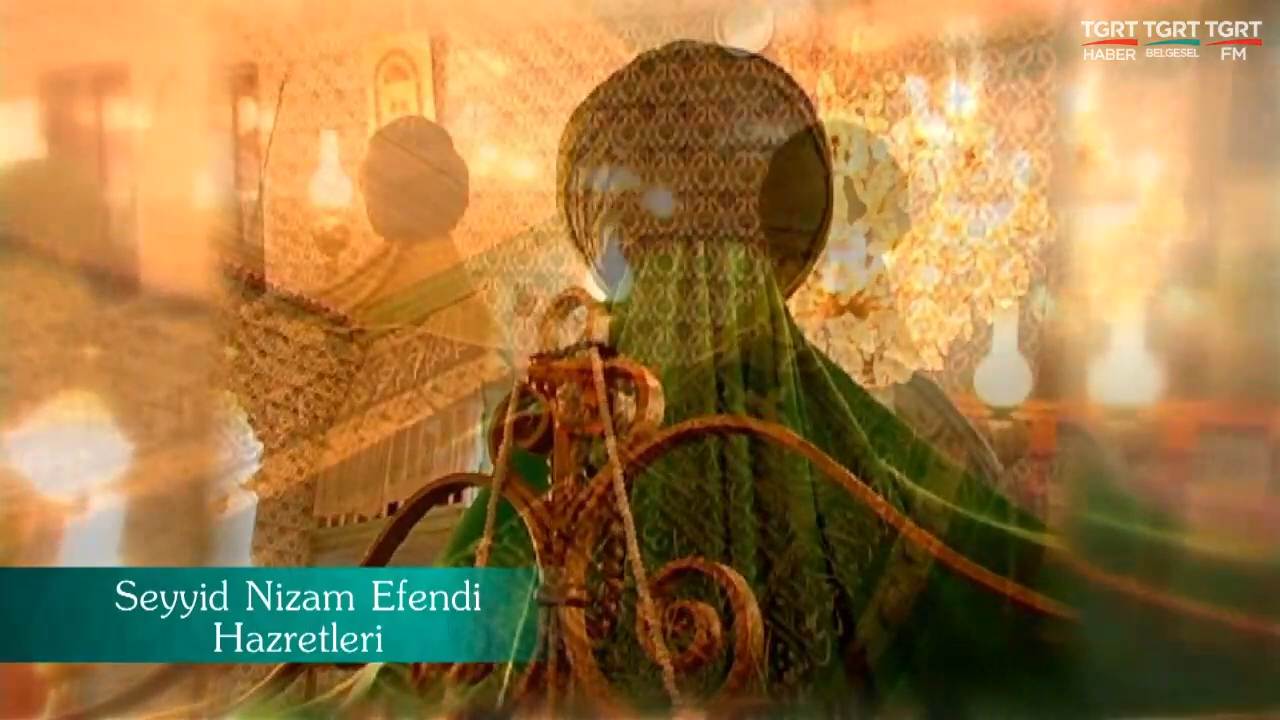 TGRT TGRT TGRT
HABER BELGESEL FM
Seyyid Nizam Efendi
Hazretleri